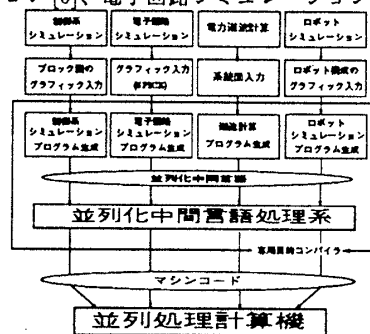 電子回路シミュレーション
制御系
シミュレーション
電子回路
シミュレーション
電力潮流計算
ロボット
シミュレーション
ブロック図の
グラフィック入力
グラフィック入力
(SPICE)
系統図入力
ロボット構成の
グラフィック入力
制御系
シミュレーション
プログラム生成
電子回路
シミュレーション
プログラム生成
潮流計算
プログラム生成
ロボット
シミュレーション
プログラム生成
並列化中間言語
並列化中間言語処理系
専用目的コンパイラ
マシンコード
並列処理計算機